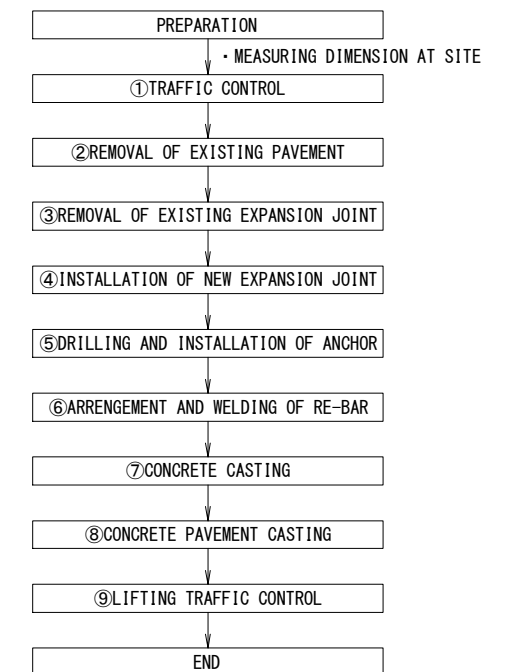 PREPARATION
・MEASURING DIMENSION AT SITE
①TRAFFIC CONTROL
②REMOVAL OF EXISTING PAVEMENT
③REMOVAL OF EXISTING EXPANSION JOINT
④INSTALLATION OF NEW EXPANSION JOINT
⑤DRILLING AND INSTALLATION OF ANCHOR
⑥ARRENGEMENT AND WELDING OF RE-BAR
⑦CONCRETE CASTING
⑧CONCRETE PAVEMENT CASTING
⑨LIFTING TRAFFIC CONTROL
END